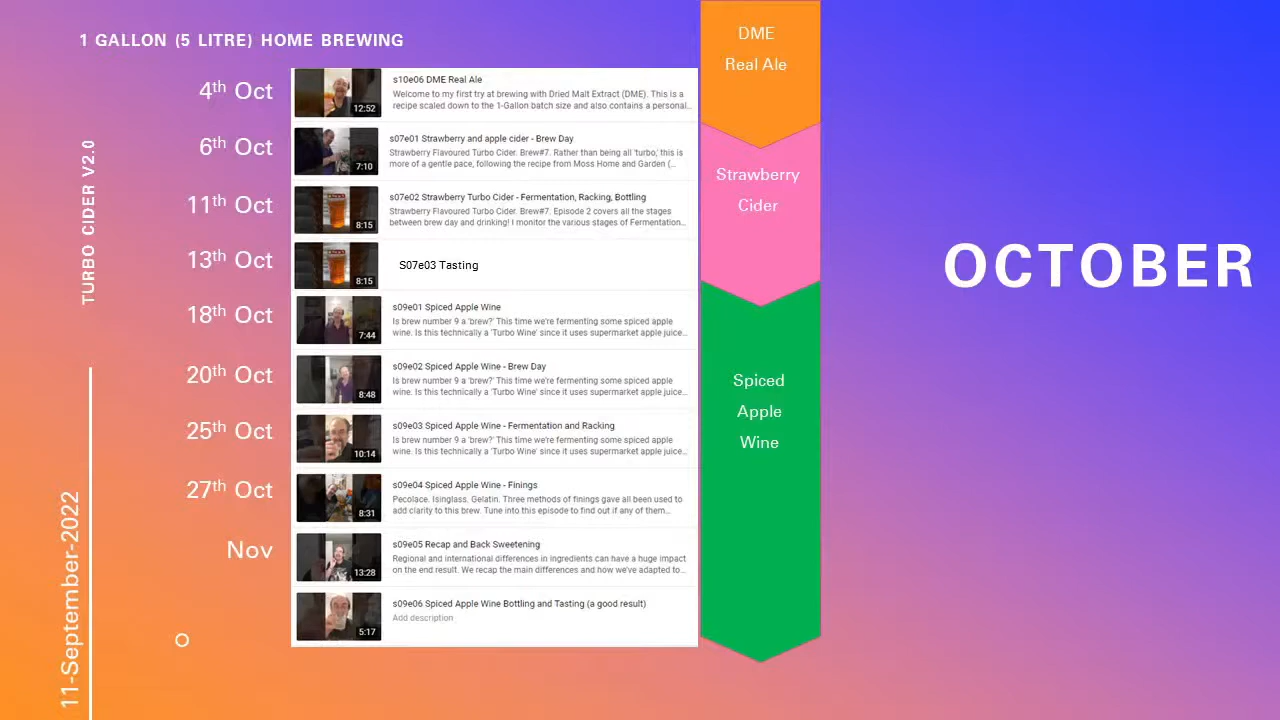 1 GALLON (5 LITRE) HOME BREWING
TURBO CIDER V2.0
11-September-2022
4th Oct
12:52
s10e06 DME Real Ale
Welcome to my first try at brewing with Dried Malt Extract (DME). This is a
recipe scaled down to the 1-Gallon batch size and also contains a personal...
6th Oct
7:10
s07e01 Strawberry and apple cider - Brew Day
Strawberry Flavoured Turbo Cider. Brew#7. Rather than being all 'turbo,' this is
more of a gentle pace, following the recipe from Moss Home and Garden (...
11th Oct
8:15
s07e02 Strawberry Turbo Cider - Fermentation, Racking, Bottling
Strawberry Flavoured Turbo Cider. Brew#7. Episode 2 covers all the stages
between brew day and drinking! I monitor the various stages of Fermentation...
13th Oct
8:15
S07e03 Tasting
18th Oct
7:44
s09e01 Spiced Apple Wine
Is brew number 9 a 'brew?' This time we're fermenting some spiced apple
wine. Is this technically a 'Turbo Wine' since it uses supermarket apple juice...
20th Oct
8:48
s09e02 Spiced Apple Wine - Brew Day
Is brew number 9 a 'brew?' This time we're fermenting some spiced apple
wine. Is this technically a 'Turbo Wine' since it uses supermarket apple juice...
25th Oct
10:14
s09e03 Spiced Apple Wine - Fermentation and Racking
Is brew number 9 a 'brew?' This time we're fermenting some spiced apple
wine. Is this technically a 'Turbo Wine' since it uses supermarket apple juice...
27th Oct
8:31
s09e04 Spiced Apple Wine - Finings
Pecolace. Isinglass. Gelatin. Three methods of finings gave all been used to
add clarity to this brew. Tune into this episode to find out if any of them...
Nov
13:28
s09e05 Recap and Back Sweetening
Regional and international differences in ingredients can have a huge impact
on the end result. We recap the main differences and how we've adapted to...
5:17
s09e06 Spiced Apple Wine Bottling and Tasting (a good result)
Add description
DME
Real Ale
Strawberry
Cider
Spiced
Apple
Wine
OCTOBER